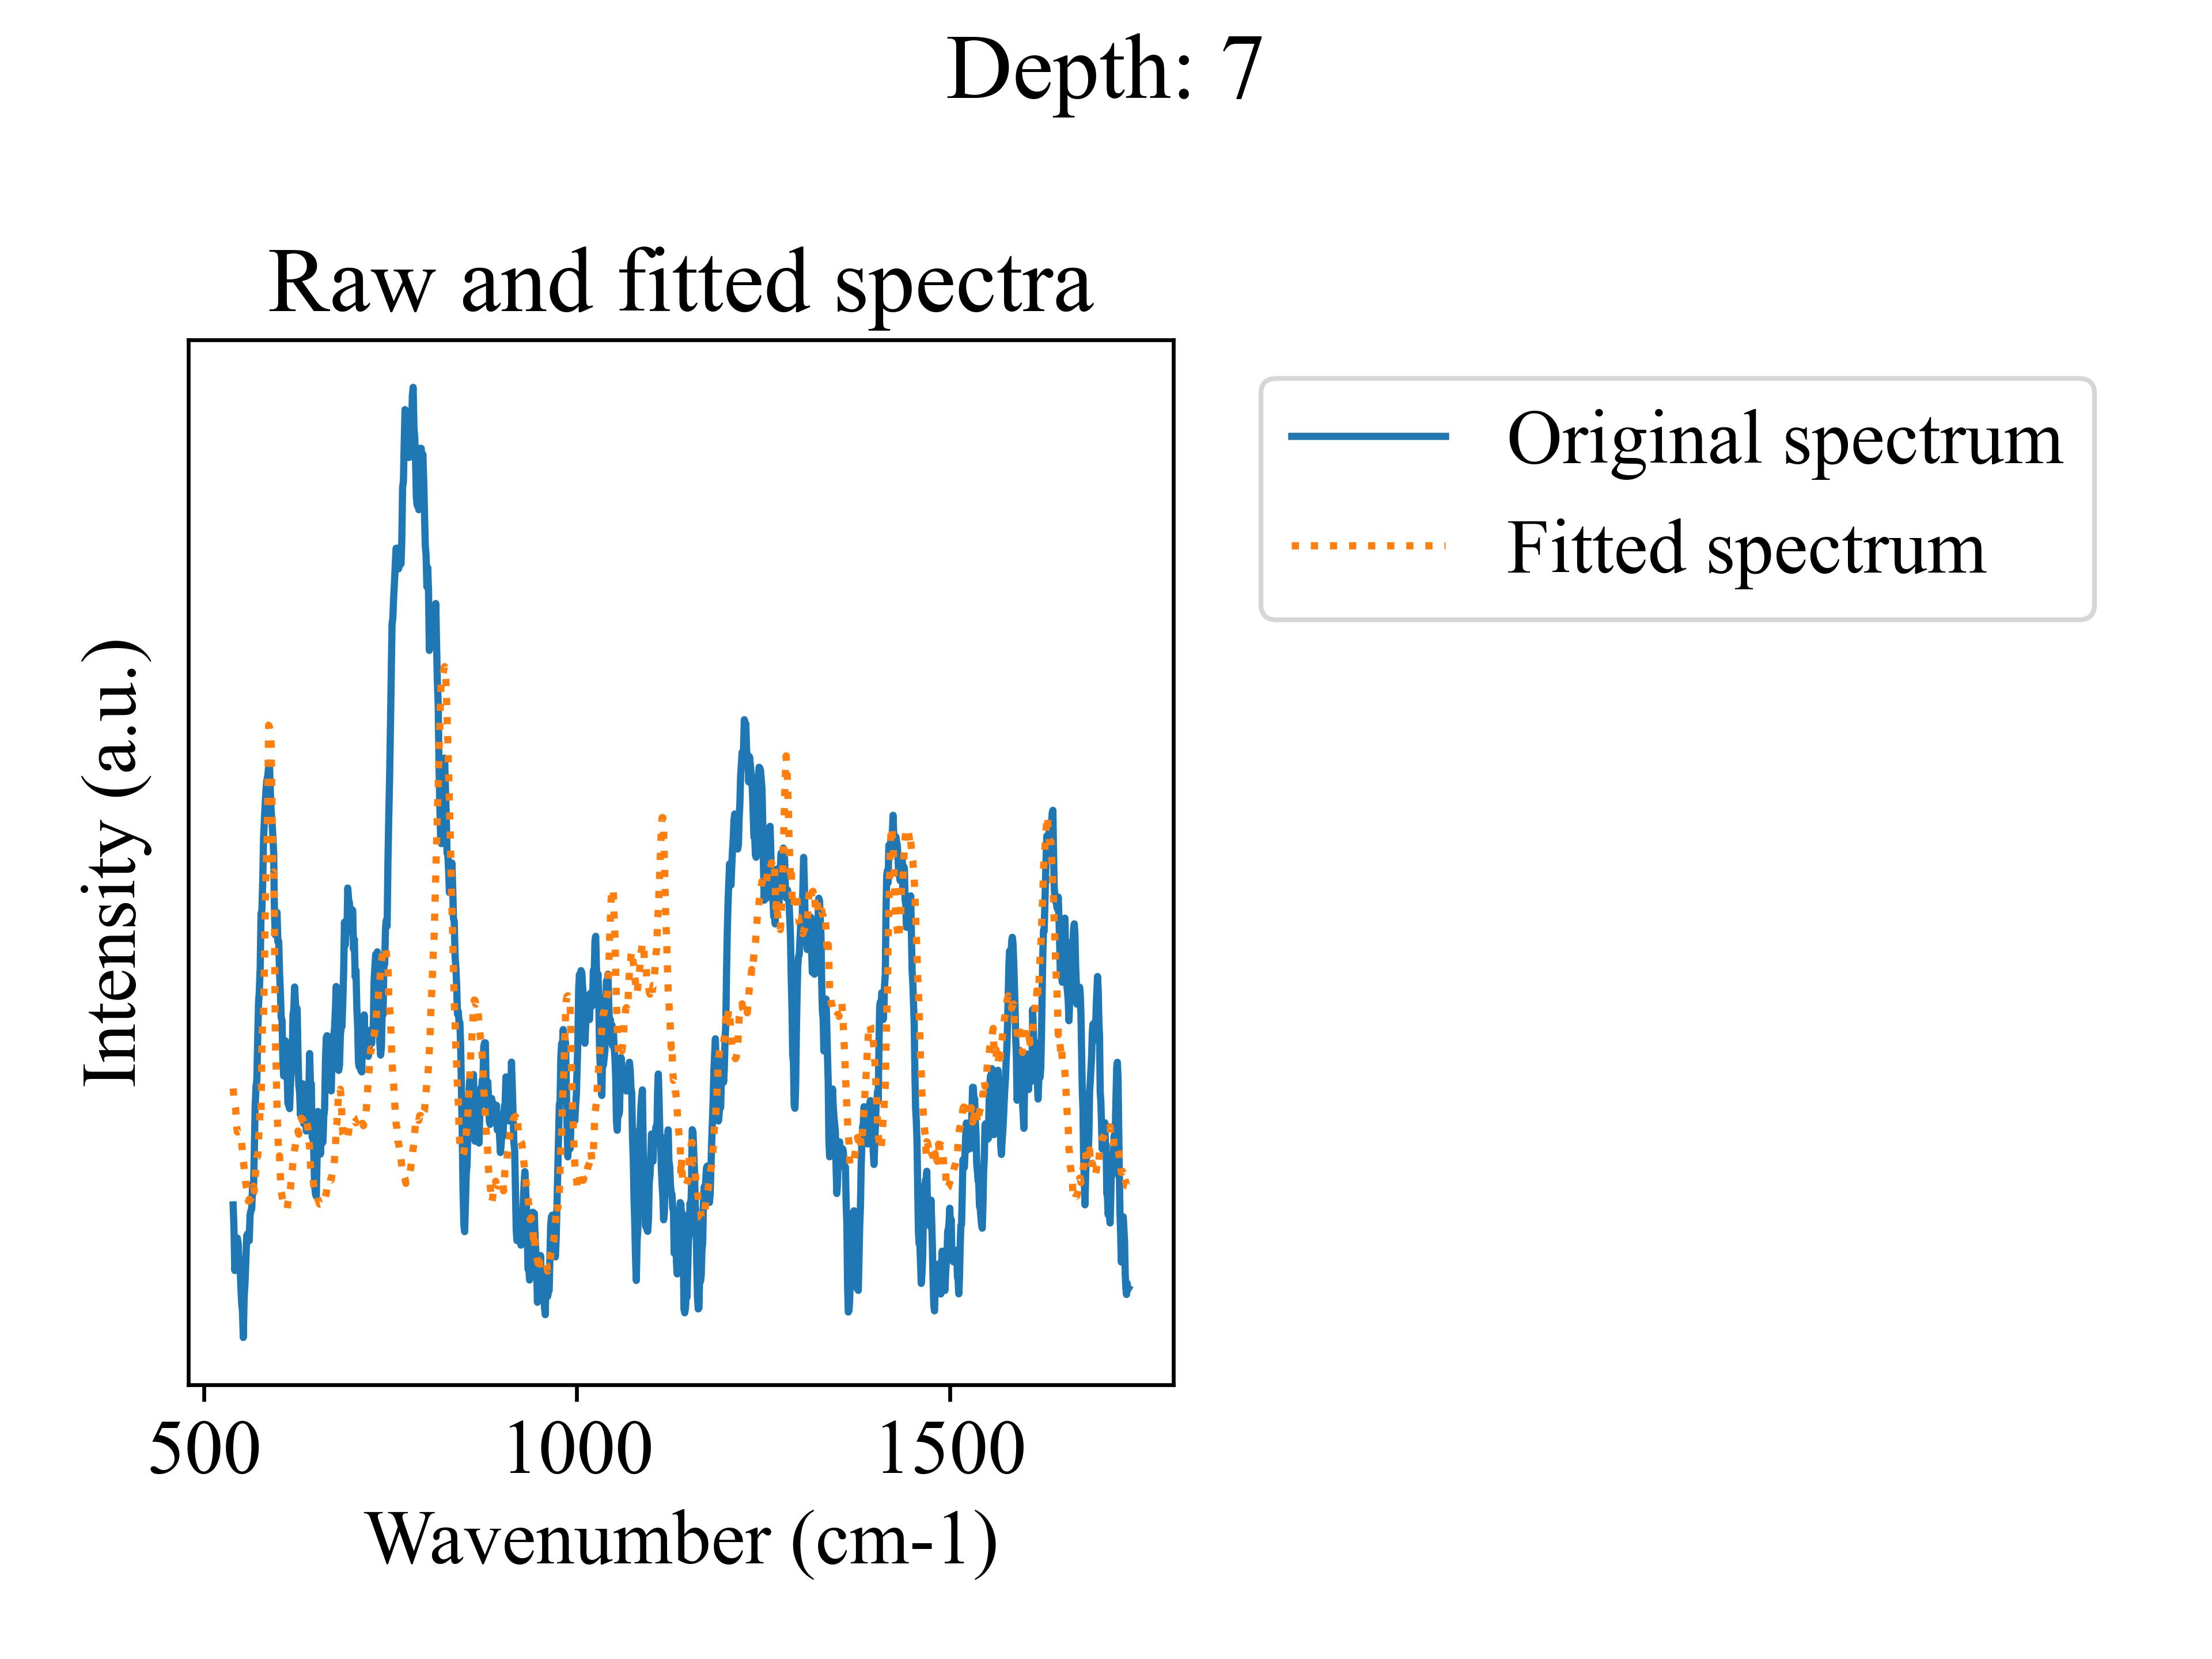 Depth: 7
Raw and fitted spectra
Original spectrum
Fitted spectrum
Intensity (a.u.)
500 1000 1500
Wavenumber (cm-1)